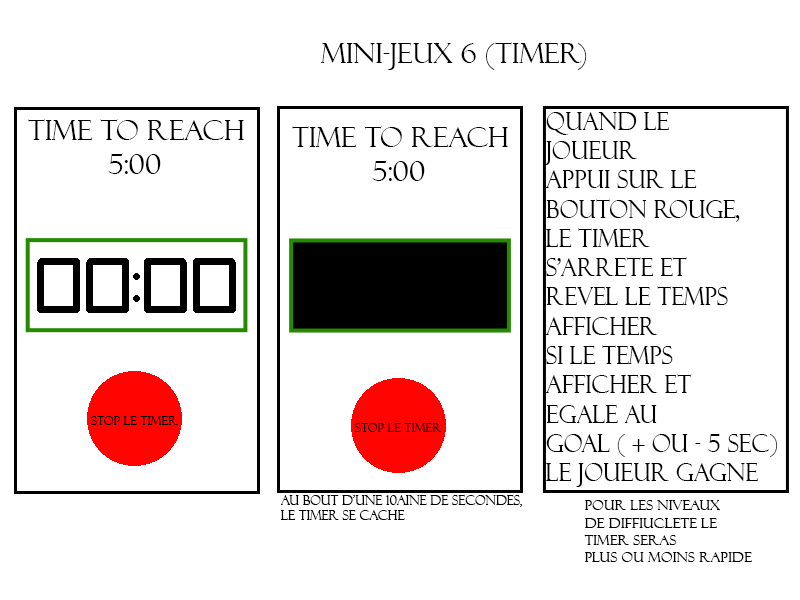 MINI-JEUX 6 (TIMER)
TIME TO REACH
5:00
00:00
STOP LE TIMER
TIME TO REACH
5:00
STOP LE TIMER
AU BOUT D'UNE 10AINE DE SECONDES,
LE TIMER SE CACHE
QUAND LE
JOUEUR
APPUI SUR LE
BOUTON ROUGE,
LE TIMER
S'ARRETE ET
REVEL LE TEMPS
AFFICHER
SI LE TEMPS
AFFICHER ET
EGALE AU
GOAL ( + OU - 5 SEC)
LE JOUEUR GAGNE
POUR LES NIVEAUX
DE DIFFIUCLETE LE
TIMER SERAS
PLUS OU MOINS RAPIDE